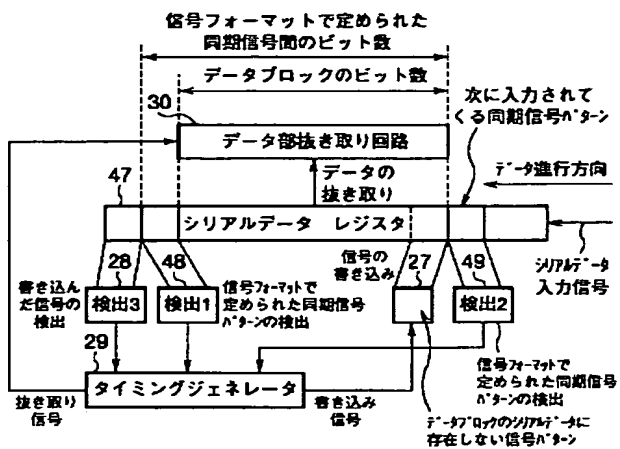 信号フォーマットで定められた
同期信号間のビット数
データブロックのビット数
30
次に入力されて
くる同期信号パターン
データ部抜き取り回路
データ進行方向
データの
抜き取り
47
シリアルデータ レジスタ
シリアルデータ
入力信号
書き込ん
だ信号の
検出
28
検出3
48
検出1
信号フォーマットで
定められた同期信号
パターンの検出
信号の
書き込み
27
49
検出2
29
タイミングジェネレータ
抜き取り
信号
書き込み
信号
信号フォーマットで
定められた同期信号
パターンの検出
データブロックのシリアルデータに
存在しない信号パターン